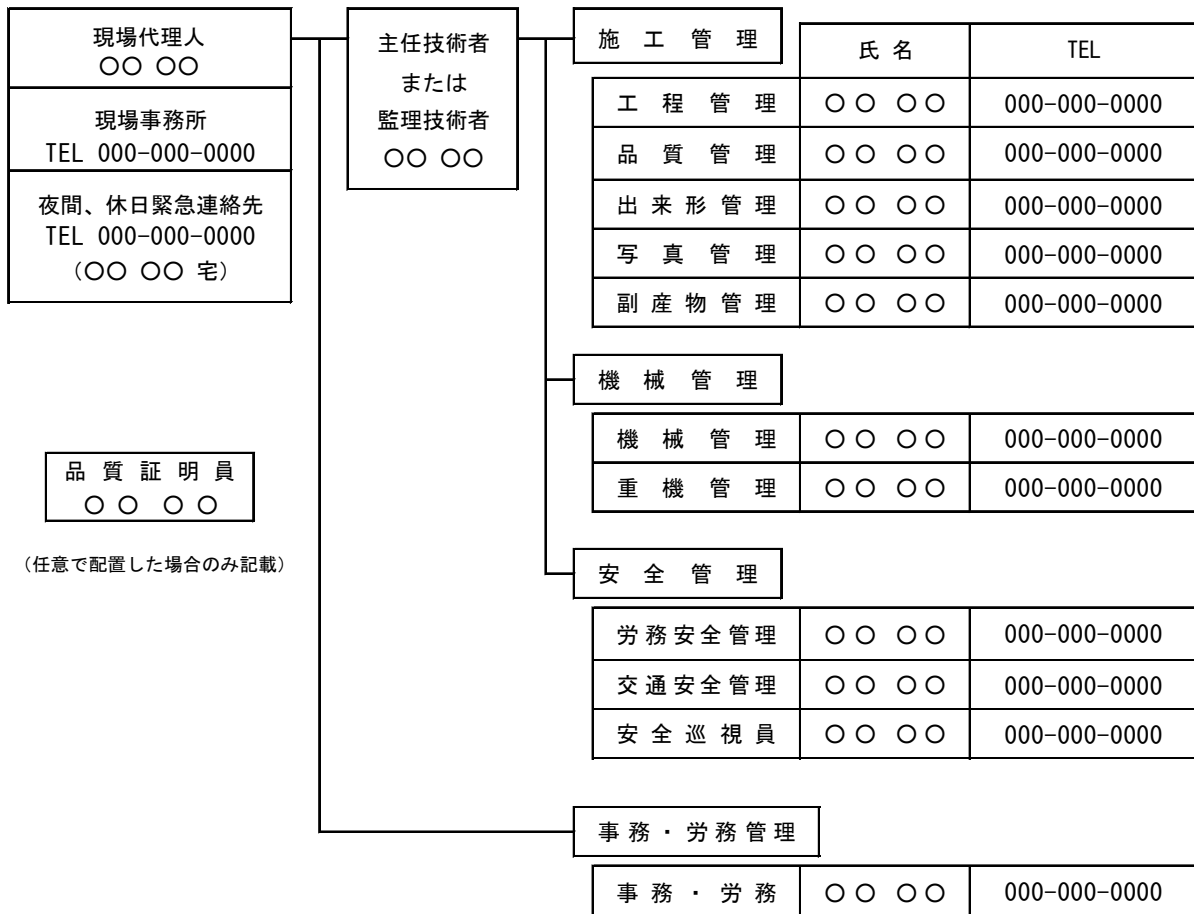 現場代理人
○○ ○○
現場事務所
TEL 000-000-0000
夜間、休日緊急連絡先
TEL 000-000-0000
(○○ ○○ 宅)
主任技術者
または
監理技術者
○○ ○○
施工管理
氏名 TEL
工程管理 ○○ ○○ 000-000-0000
品質管理 ○○ ○○ 000-000-0000
出来形管理 ○○ ○○ 000-000-0000
写真管理 ○○ ○○ 000-000-0000
副産物管理 ○○ ○○ 000-000-0000
機械管理
機械管理 ○○ ○○ 000-000-0000
重機管理 ○○ ○○ 000-000-0000
品質証明員
○○ ○○
(任意で配置した場合のみ記載)
安全管理
労務安全管理 ○○ ○○ 000-000-0000
交通安全管理 ○○ ○○ 000-000-0000
安全巡視員 ○○ ○○ 000-000-0000
事務・労務管理
事務・労務 ○○ ○○ 000-000-0000